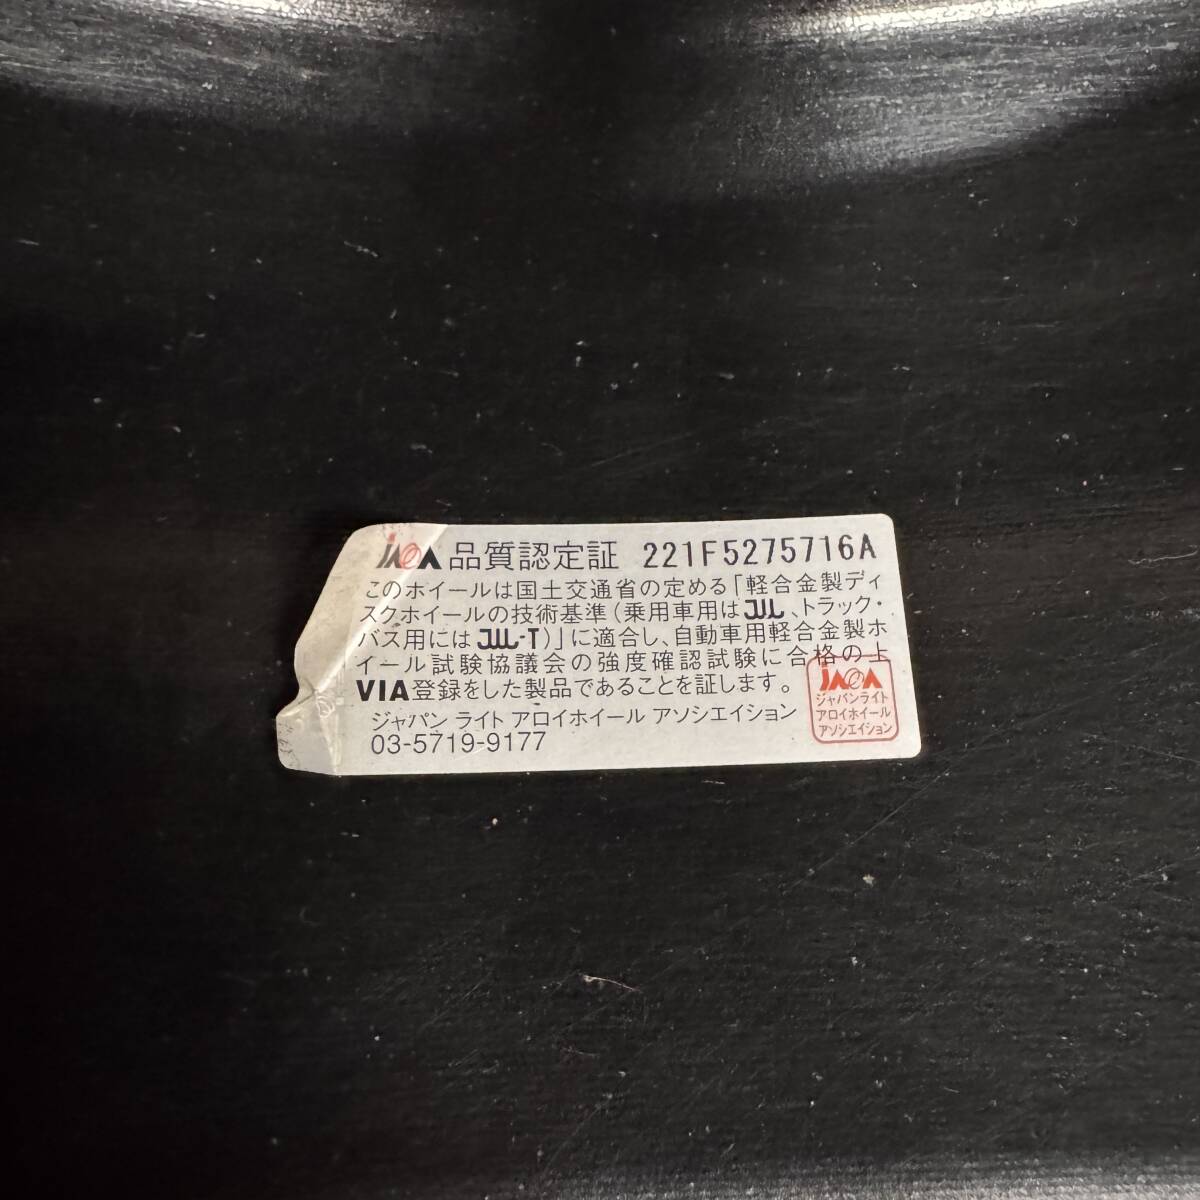 JAWA 品質認定証 221F5275716A
このホイールは国土交通省の定める「軽合金製ディ
スクホイールの技術基準(乗用車用はJWL、トラック・
バス用にはJWL-T)」に適合し、自動車用軽合金製ホ
イール試験協議会の強度確認試験に合格の上
VIA登録をした製品であることを証します。
ジャパン ライト アロイホイール アソシエイション
03-5719-9177
JAWA
ジャパンライト
アロイホイール
アソシエイション